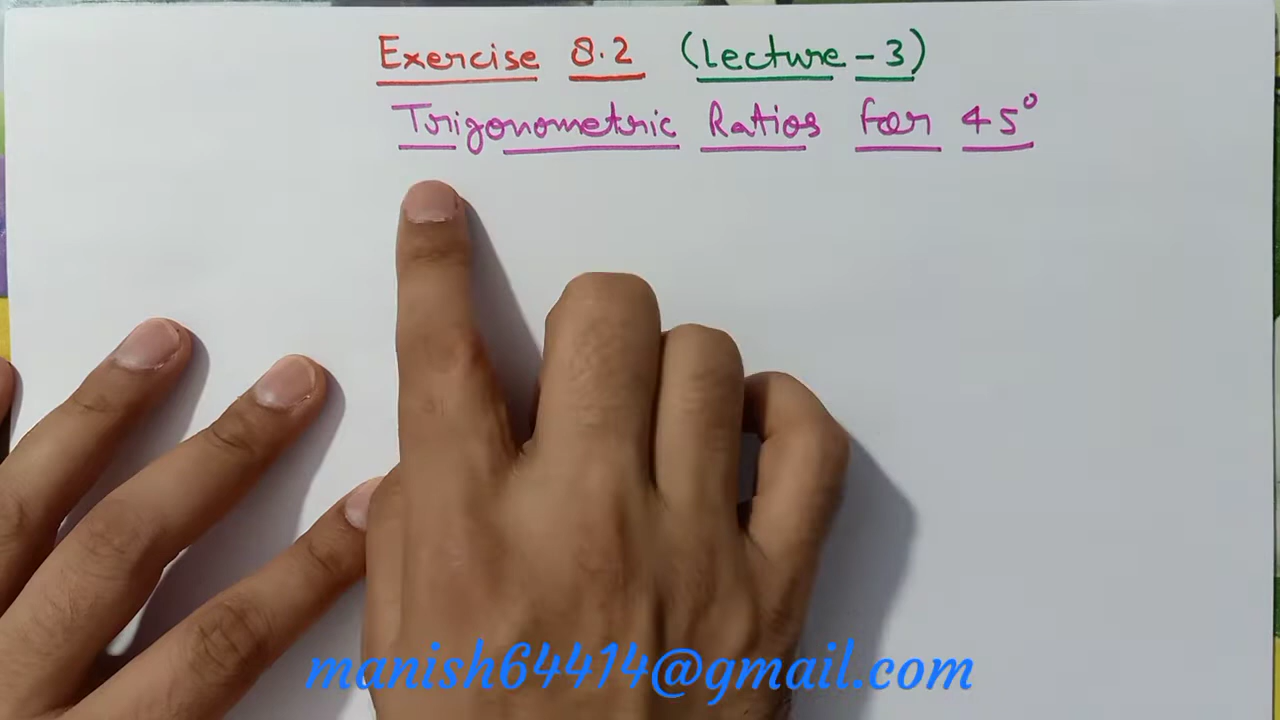 Exercise 8.2 (Lecture-3)
Trigonometric Ratios for 45°
manish64414@gmail.com